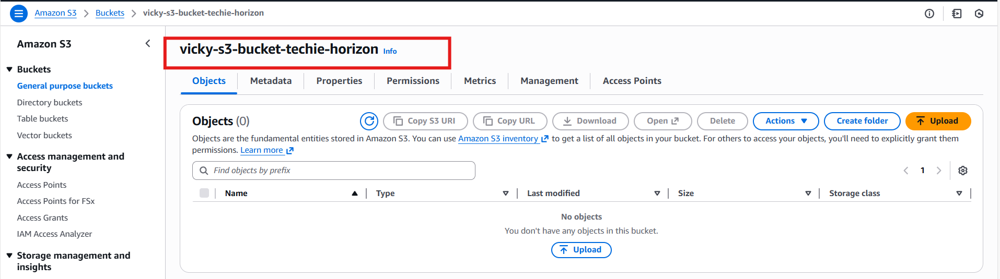 Amazon S3 > Buckets > vicky-s3-bucket-techie-horizon
Amazon S3
Buckets
General purpose buckets
Directory buckets
Table buckets
Vector buckets
Access management and
security
Access Points
Access Points for FSx
Access Grants
IAM Access Analyzer
Storage management and
insights
vicky-s3-bucket-techie-horizon Info
Objects Metadata Properties Permissions Metrics Management Access Points
Objects (0) Copy S3 URI Copy URL Download Open Delete Actions Create folder Upload
Objects are the fundamental entities stored in Amazon S3. You can use Amazon S3 inventory to get a list of all objects in your bucket. For others to access your objects, you'll need to explicitly grant them
permissions. Learn more
Find objects by prefix
1
Name Type Last modified Size Storage class
No objects
You don't have any objects in this bucket.
Upload